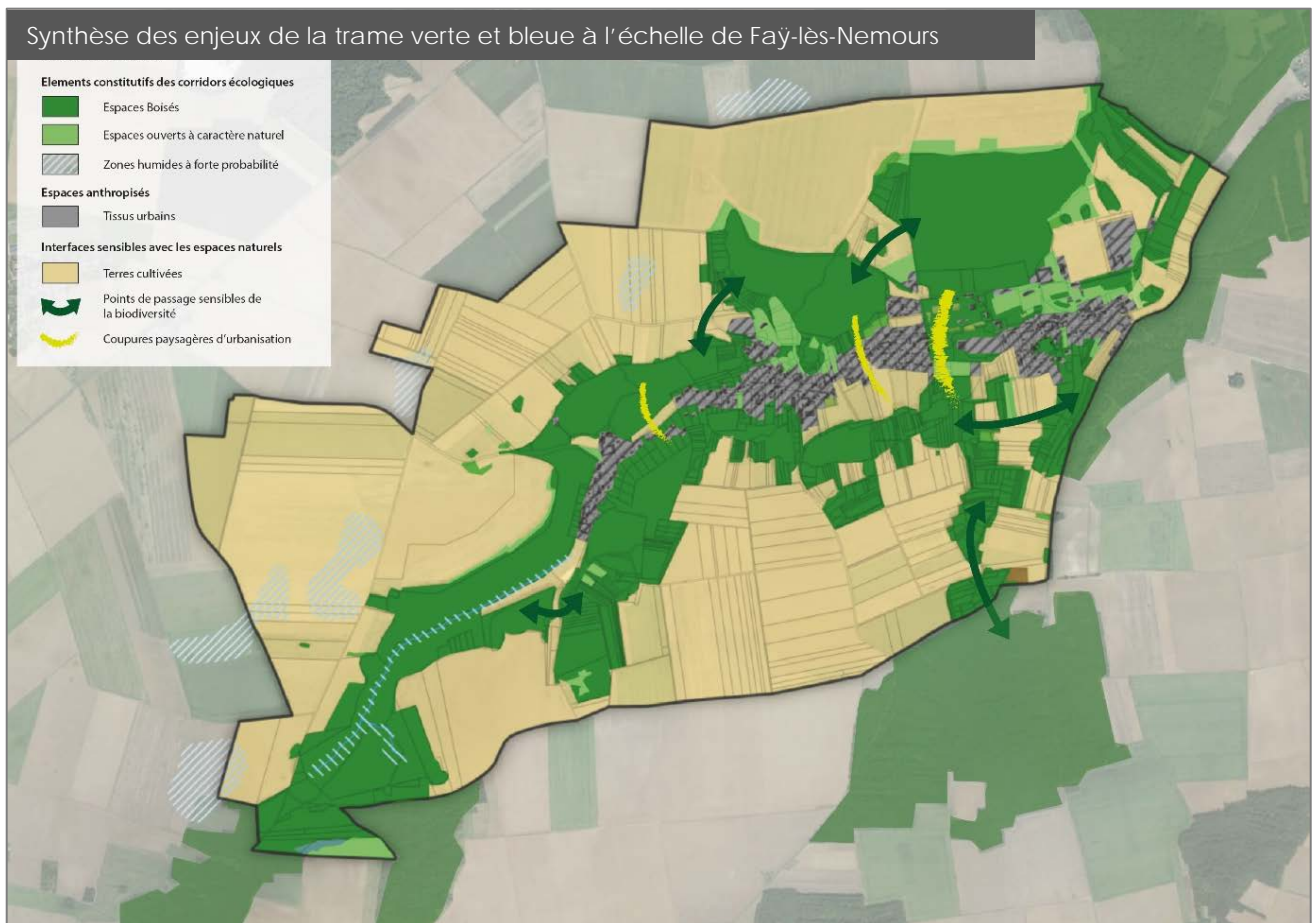 Synthèse des enjeux de la trame verte et bleue à l'échelle de Faÿ-lès-Nemours
Elements constitutifs des corridors écologiques
Espaces Boisés
Espaces ouverts à caractère naturel
Zones humides à forte probabilité
Espaces anthropisés
Tissus urbains
Interfaces sensibles avec les espaces naturels
Terres cultivées
Points de passage sensibles de
la biodiversité
Coupures paysagères d'urbanisation